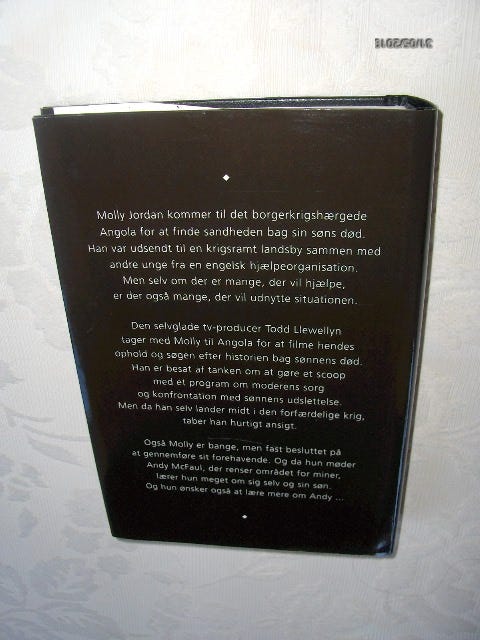 31/05/2015
Molly Jordan kommer til det borgerkrigshærgede
Angola for at finde sandheden bag sin søns død.
Han var udsendt til en krigsramt landsby sammen med
andre unge fra en engelsk hjælpeorganisation.
Men selv om der er mange, der vil hjælpe,
er der også mange, der vil udnytte situationen.
Den selvglade tv-producer Todd Llewellyn
tager med Molly til Angola for at filme hendes
ophold og søgen efter historien bag sønnens død.
Han er besat af tanken om at gøre et scoop
med et program om moderens sorg
og konfrontation med sønnens udslettelse.
Men da han selv lander midt i den forfærdelige krig,
taber han hurtigt ansigt.
Også Molly er bange, men fast besluttet på
at gennemføre sit forehavende. Og da hun møder
Andy McFaul, der renser området for miner,
lærer hun meget om sig selv og sin søn.
Og hun ønsker også at lære mere om Andy ...